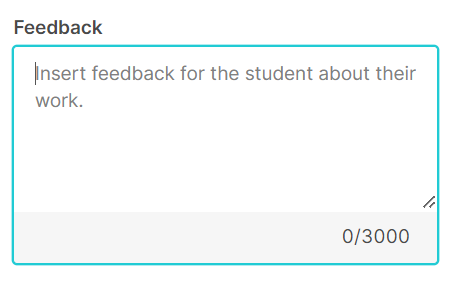 Feedback
Insert feedback for the student about their
work.
0/3000